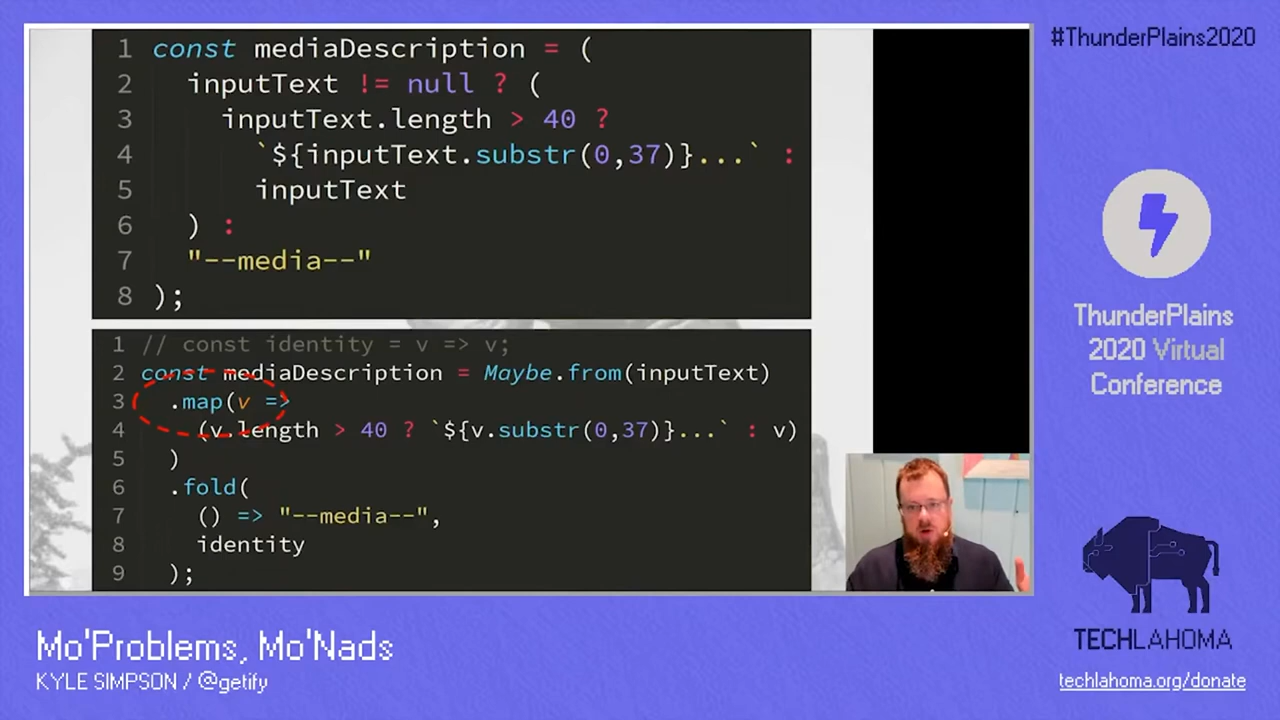 #ThunderPlains2020
1 const mediaDescription = (
2 inputText != null ? (
3 inputText.length > 40 ?
4 `${inputText.substr(0,37)}...` :
5 inputText
6 ) :
7 "--media--"
8 );
1 // const identity = v => v;
2 const mediaDescription = Maybe.from(inputText)
3 .map(v =>
4 (v.length > 40 ? `${v.substr(0,37)}...` : v)
5 )
6 .fold(
7 () => "--media--",
8 identity
9 );
ThunderPlains
2020 Virtual
Conference
TECHLAHOMA
techlahoma.org/donate
Mo'Problems, Mo'Nads
KYLE SIMPSON / @getify